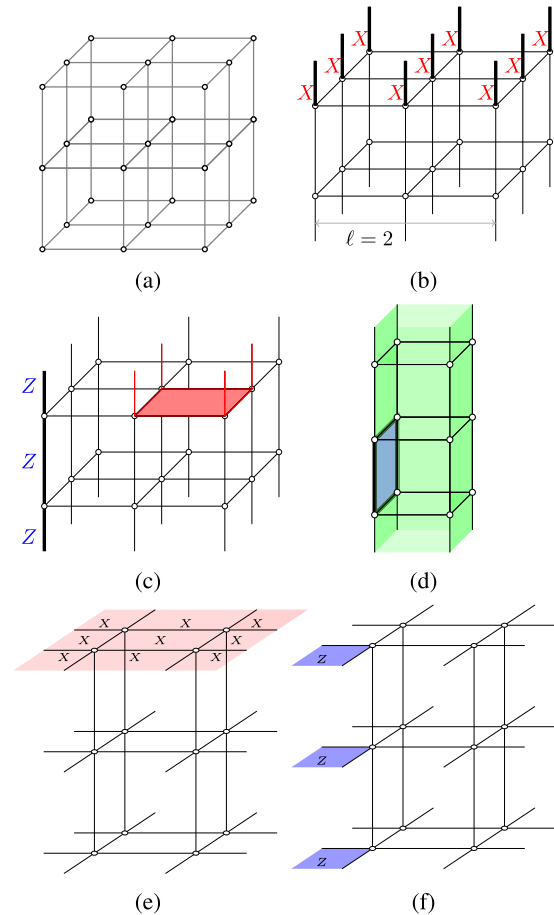 X X X
X X X
X X X
ℓ = 2
(a)
(b)
Z
Z
Z
(c)
(d)
X X X
X X X
X X X
(e)
Z
Z
Z
(f)